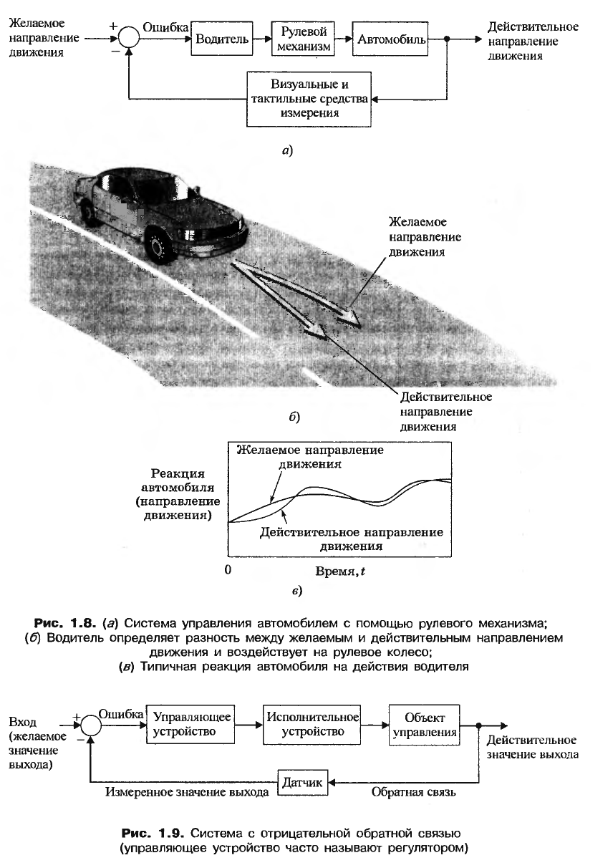 Желаемое
направление
движения
+
−
Ошибка
Водитель
Рулевой
механизм
Автомобиль
Действительное
направление
движения
Визуальные и
тактильные средства
измерения
а)
Желаемое
направление
движения
Действительное
направление
движения
б)
Реакция
автомобиля
(направление
движения)
Желаемое направление
движения
Действительное направление
движения
0
Время, t
в)
Рис. 1.8. (а) Система управления автомобилем с помощью рулевого механизма;
(б) Водитель определяет разность между желаемым и действительным направлением
движения и воздействует на рулевое колесо;
(в) Типичная реакция автомобиля на действия водителя
Вход
(желаемое
значение
выхода)
+
−
Ошибка
Управляющее
устройство
Исполнительное
устройство
Объект
управления
Действительное
значение выхода
Датчик
Измеренное значение выхода
Обратная связь
Рис. 1.9. Система с отрицательной обратной связью
(управляющее устройство часто называют регулятором)